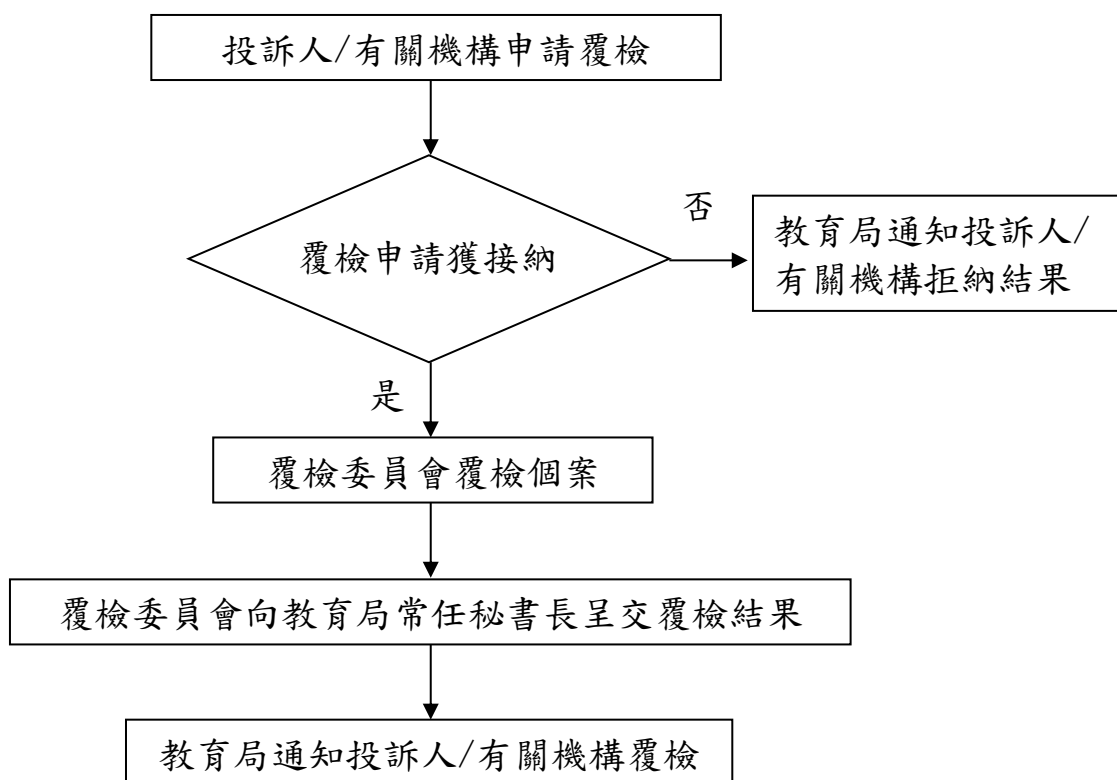 投訴人/有關機構申請覆檢
覆檢申請獲接納
否
教育局通知投訴人/
有關機構拒納結果
是
覆檢委員會覆檢個案
覆檢委員會向教育局常任秘書長呈交覆檢結果
教育局通知投訴人/有關機構覆檢